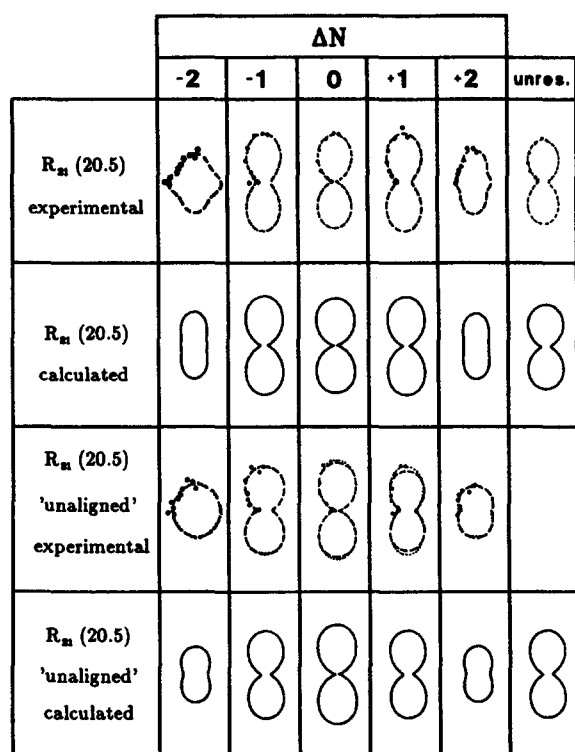 ΔN
-2 -1 0 +1 +2 unres.
R₂₁ (20.5)
experimental
R₂₁ (20.5)
calculated
R₂₁ (20.5)
'unaligned'
experimental
R₂₁ (20.5)
'unaligned'
calculated